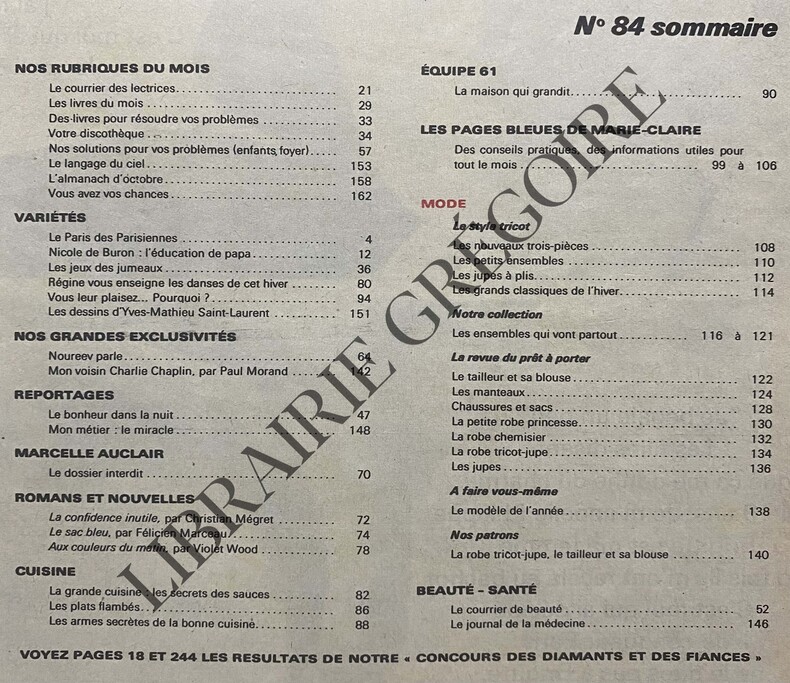 N° 84 sommaire
NOS RUBRIQUES DU MOIS
Le courrier des lectrices 21
Les livres du mois 29
Des livres pour résoudre vos problèmes 33
Votre discothèque 34
Nos solutions pour vos problèmes (enfants, foyer) 57
Le langage du ciel 153
L'almanach d'octobre 158
Vous avez vos chances 162
VARIÉTÉS
Le Paris des Parisiennes 4
Nicole de Buron : l'éducation de papa 12
Les jeux des jumeaux 36
Régine vous enseigne les danses de cet hiver 80
Vous leur plaisez... Pourquoi ? 94
Les dessins d'Yves-Mathieu Saint-Laurent 151
NOS GRANDES EXCLUSIVITÉS
Noureev parle 64
Mon voisin Charlie Chaplin, par Paul Morand 142
REPORTAGES
Le bonheur dans la nuit 47
Mon métier : le miracle 148
MARCELLE AUCLAIR
Le dossier interdit 70
ROMANS ET NOUVELLES
La confidence inutile, par Christian Mégret 72
Le sac bleu, par Félicien Marceau 74
Aux couleurs du matin, par Violet Wood 78
CUISINE
La grande cuisine : les secrets des sauces 82
Les plats flambés 86
Les armes secrètes de la bonne cuisine 88
ÉQUIPE 61
La maison qui grandit 90
LES PAGES BLEUES DE MARIE-CLAIRE
Des conseils pratiques, des informations utiles pour
tout le mois 99 à 106
MODE
Le style tricot
Les nouveaux trois-pièces 108
Les petits ensembles 110
Les jupes à plis 112
Les grands classiques de l'hiver 114
Notre collection
Les ensembles qui vont partout 116 à 121
La revue du prêt à porter
Le tailleur et sa blouse 122
Les manteaux 124
Chaussures et sacs 128
La petite robe princesse 130
La robe chemisier 132
La robe tricot-jupe 134
Les jupes 136
A faire vous-même
Le modèle de l'année 138
Nos patrons
La robe tricot-jupe, le tailleur et sa blouse 140
BEAUTÉ - SANTÉ
Le courrier de beauté 52
Le journal de la médecine 146
VOYEZ PAGES 18 ET 244 LES RESULTATS DE NOTRE « CONCOURS DES DIAMANTS ET DES FIANCES »
LIBRAIRIE GRÉGOIRE